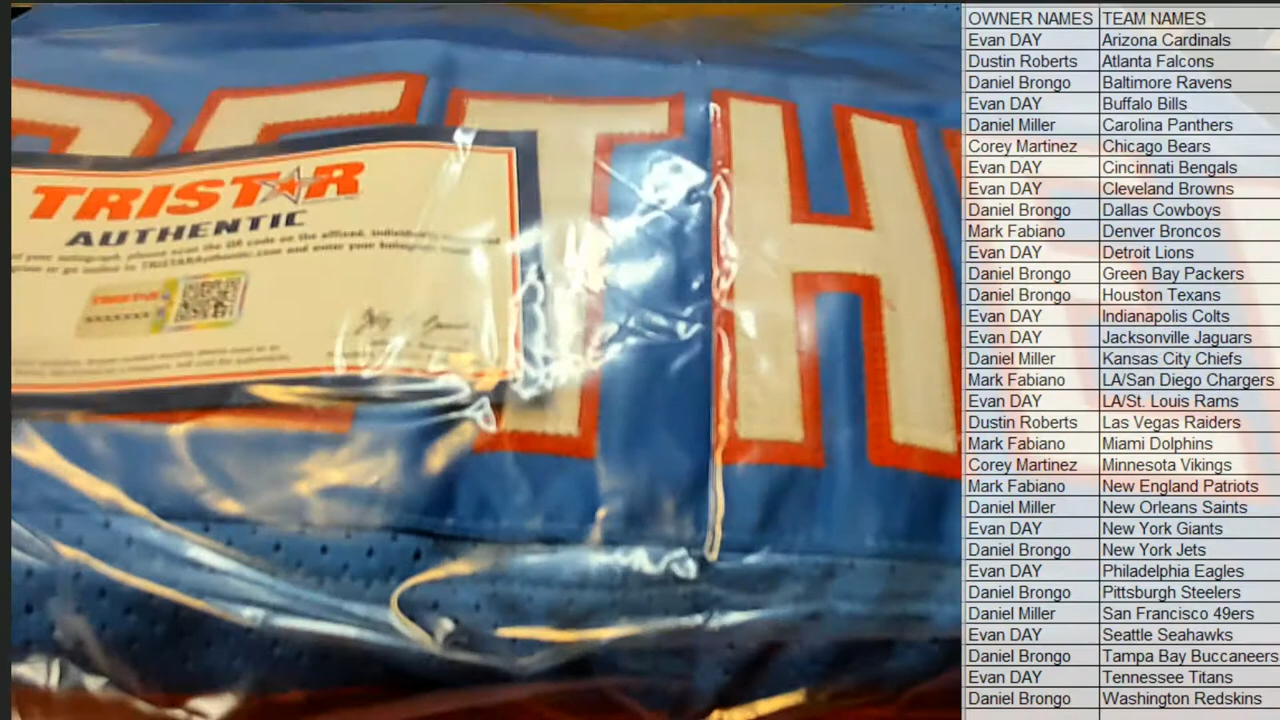 TH
TRISTAR
AUTHENTIC
OWNER NAMES TEAM NAMES
Evan DAY Arizona Cardinals
Dustin Roberts Atlanta Falcons
Daniel Brongo Baltimore Ravens
Evan DAY Buffalo Bills
Daniel Miller Carolina Panthers
Corey Martinez Chicago Bears
Evan DAY Cincinnati Bengals
Evan DAY Cleveland Browns
Daniel Brongo Dallas Cowboys
Mark Fabiano Denver Broncos
Evan DAY Detroit Lions
Daniel Brongo Green Bay Packers
Daniel Brongo Houston Texans
Evan DAY Indianapolis Colts
Evan DAY Jacksonville Jaguars
Daniel Miller Kansas City Chiefs
Mark Fabiano LA/San Diego Chargers
Evan DAY LA/St. Louis Rams
Dustin Roberts Las Vegas Raiders
Mark Fabiano Miami Dolphins
Corey Martinez Minnesota Vikings
Mark Fabiano New England Patriots
Daniel Miller New Orleans Saints
Evan DAY New York Giants
Daniel Brongo New York Jets
Evan DAY Philadelphia Eagles
Daniel Brongo Pittsburgh Steelers
Daniel Miller San Francisco 49ers
Evan DAY Seattle Seahawks
Daniel Brongo Tampa Bay Buccaneers
Evan DAY Tennessee Titans
Daniel Brongo Washington Redskins